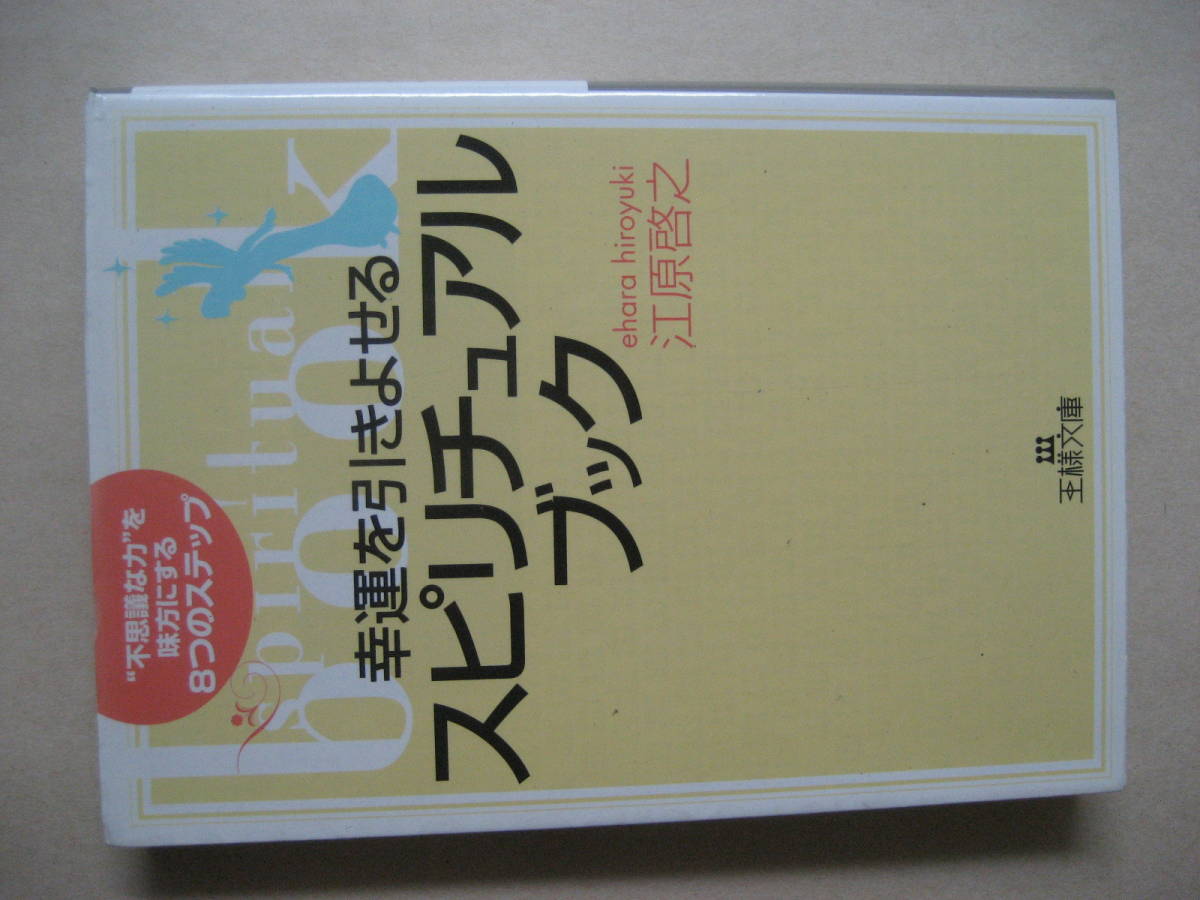 “不思議な力”を
味方にする
8つのステップ
spiritual
book
幸運を引きよせる
スピリチュアル
ブック
ehara hiroyuki
江原啓之
王様文庫